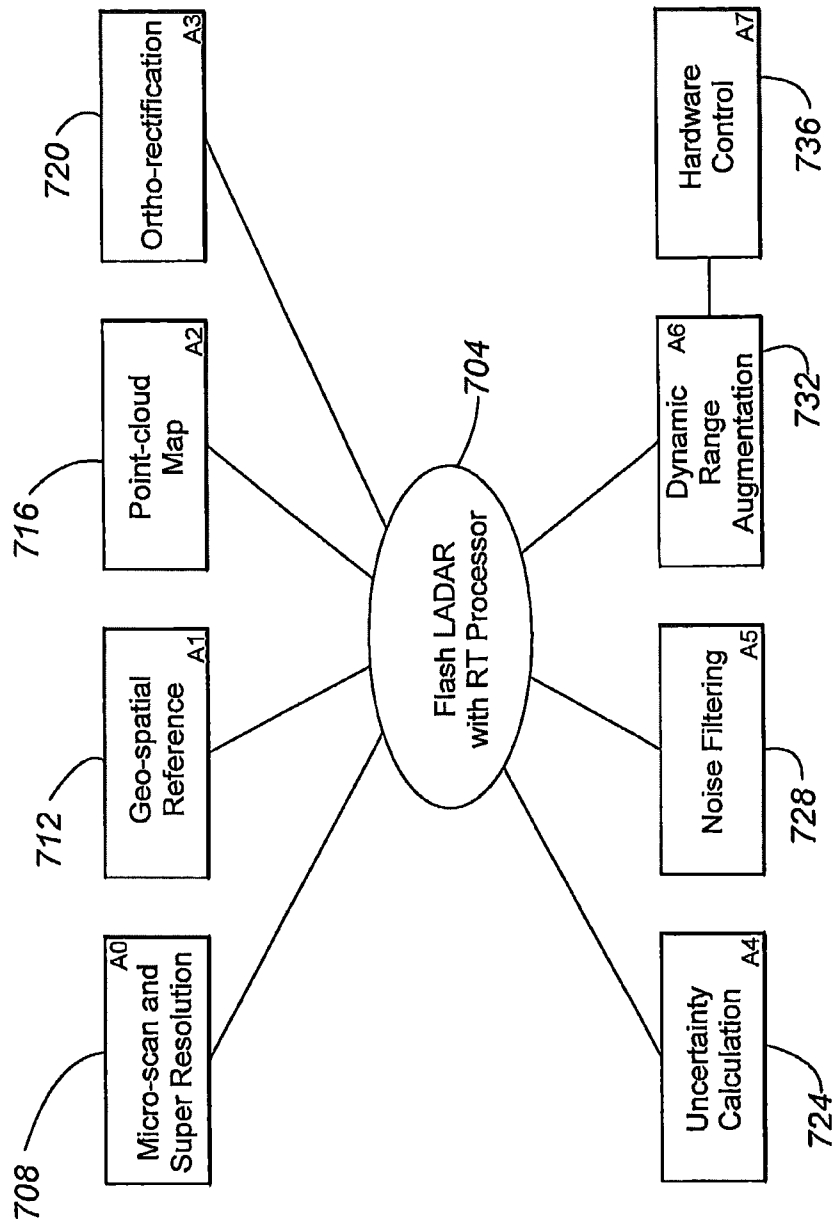 708
A0
Micro-scan and
Super Resolution
712
Geo-spatial
Reference
A1
716
Point-cloud
Map
A2
720
Ortho-rectification
A3
704
Flash LADAR
with RT Processor
Uncertainty
Calculation
A4
724
Noise Filtering
A5
728
A6
Dynamic
Range
Augmentation
732
Hardware
Control
A7
736